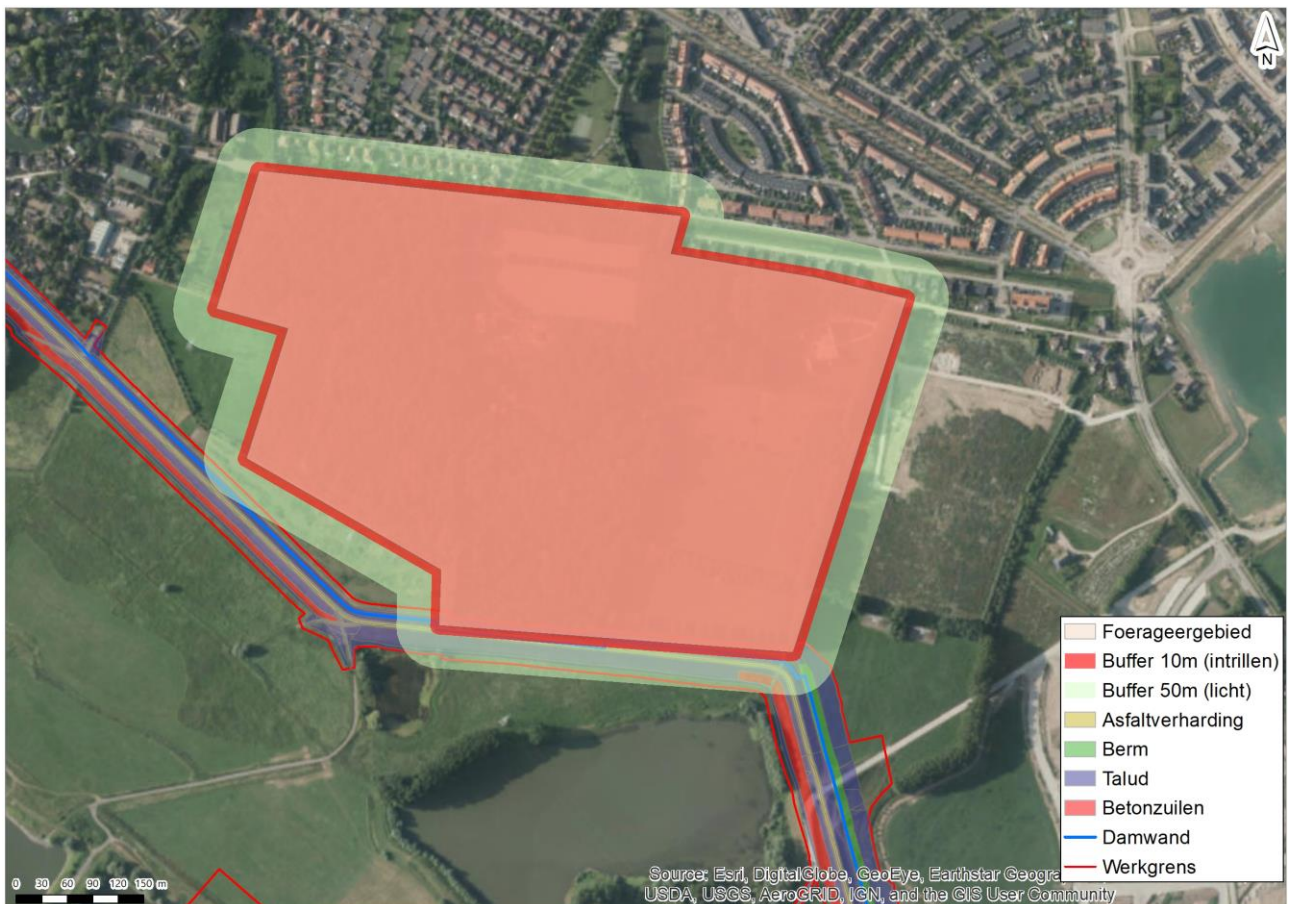 N
Foerageergebied
Buffer 10m (intrillen)
Buffer 50m (licht)
Asfaltverharding
Berm
Talud
Betonzuilen
Damwand
Werkgrens
0 30 60 90 120 150 m
Source: Esri, DigitalGlobe, GeoEye, Earthstar Geogra
USDA, USGS, AeroGRID, IGN, and the GIS User Community